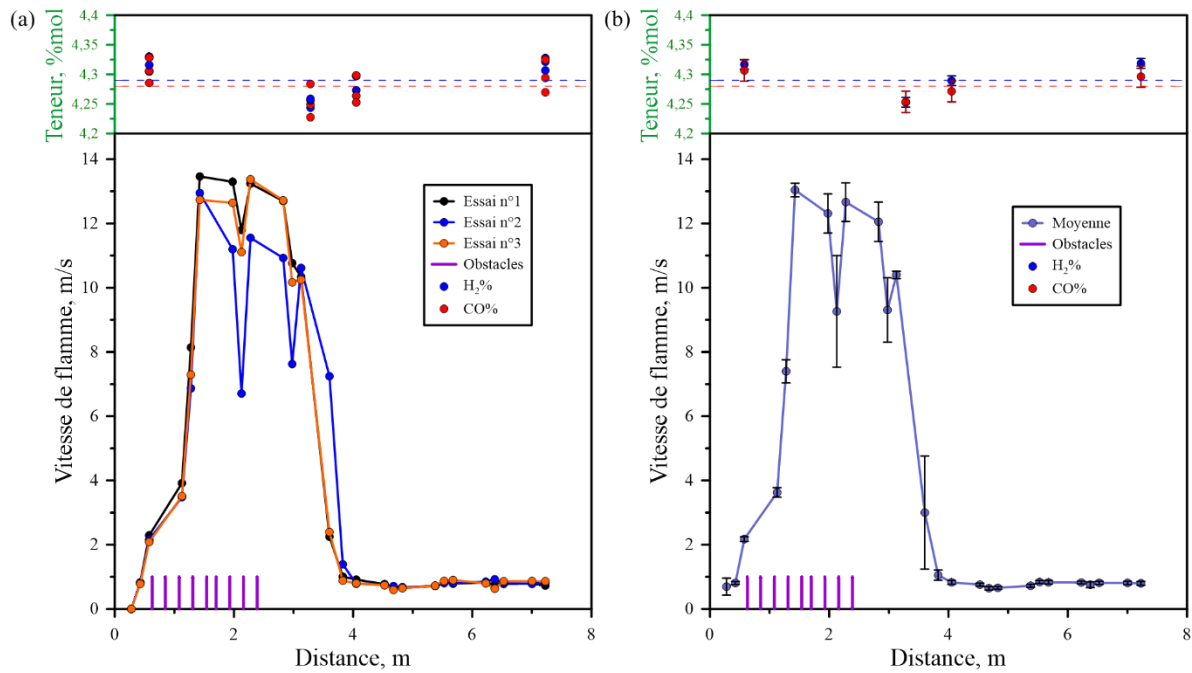 (a)
Teneur, %mol
4,4
4,35
4,3
4,25
4,2
Vitesse de flamme, m/s
14
12
10
8
6
4
2
0
Essai n°1
Essai n°2
Essai n°3
Obstacles
H₂%
CO%
0 2 4 6 8
Distance, m
(b)
Teneur, %mol
4,4
4,35
4,3
4,25
4,2
Vitesse de flamme, m/s
14
12
10
8
6
4
2
0
Moyenne
Obstacles
H₂%
CO%
0 2 4 6 8
Distance, m